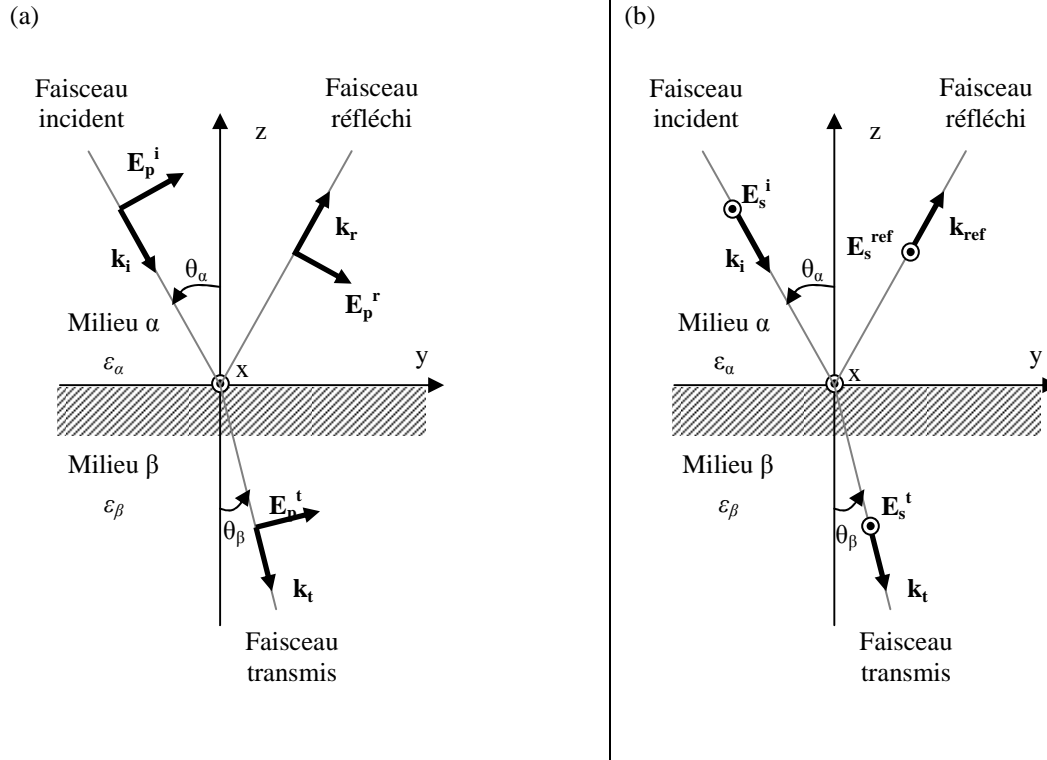 (a)
Faisceau
incident
Faisceau
réfléchi
z
E_p^i
k_i
k_r
θ_α
E_p^r
Milieu α
ε_α
y
x
Milieu β
ε_β
E_p^t
θ_β
k_t
Faisceau
transmis
(b)
Faisceau
incident
Faisceau
réfléchi
z
E_s^i
k_i
k_ref
E_s^ref
θ_α
Milieu α
ε_α
y
x
Milieu β
ε_β
E_s^t
θ_β
k_t
Faisceau
transmis